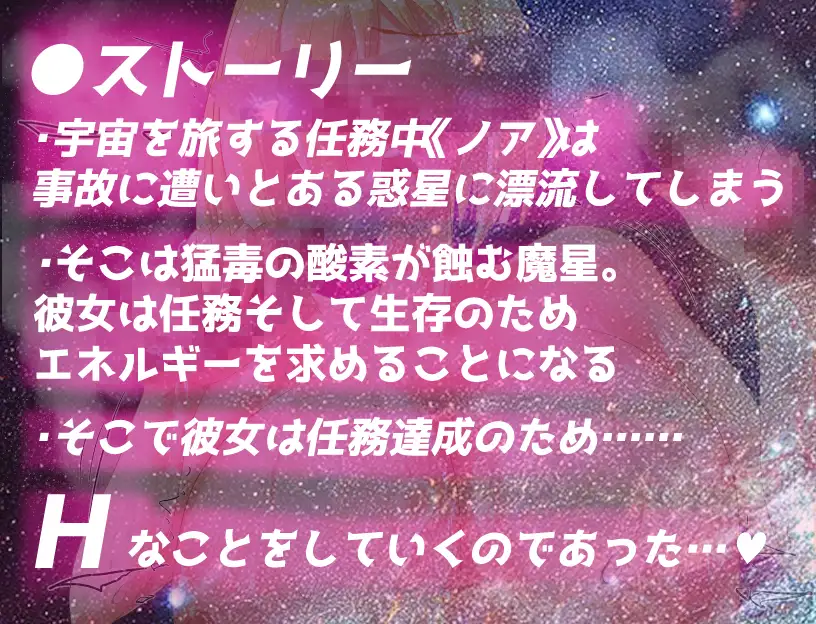 ●ストーリー
・宇宙を旅する任務中《ノア》は
事故に遭いとある惑星に漂流してしまう
・そこは猛毒の酸素が蝕む魔星。
彼女は任務そして生存のため
エネルギーを求めることになる
・そこで彼女は任務達成のため……
Hなことをしていくのであった…♥